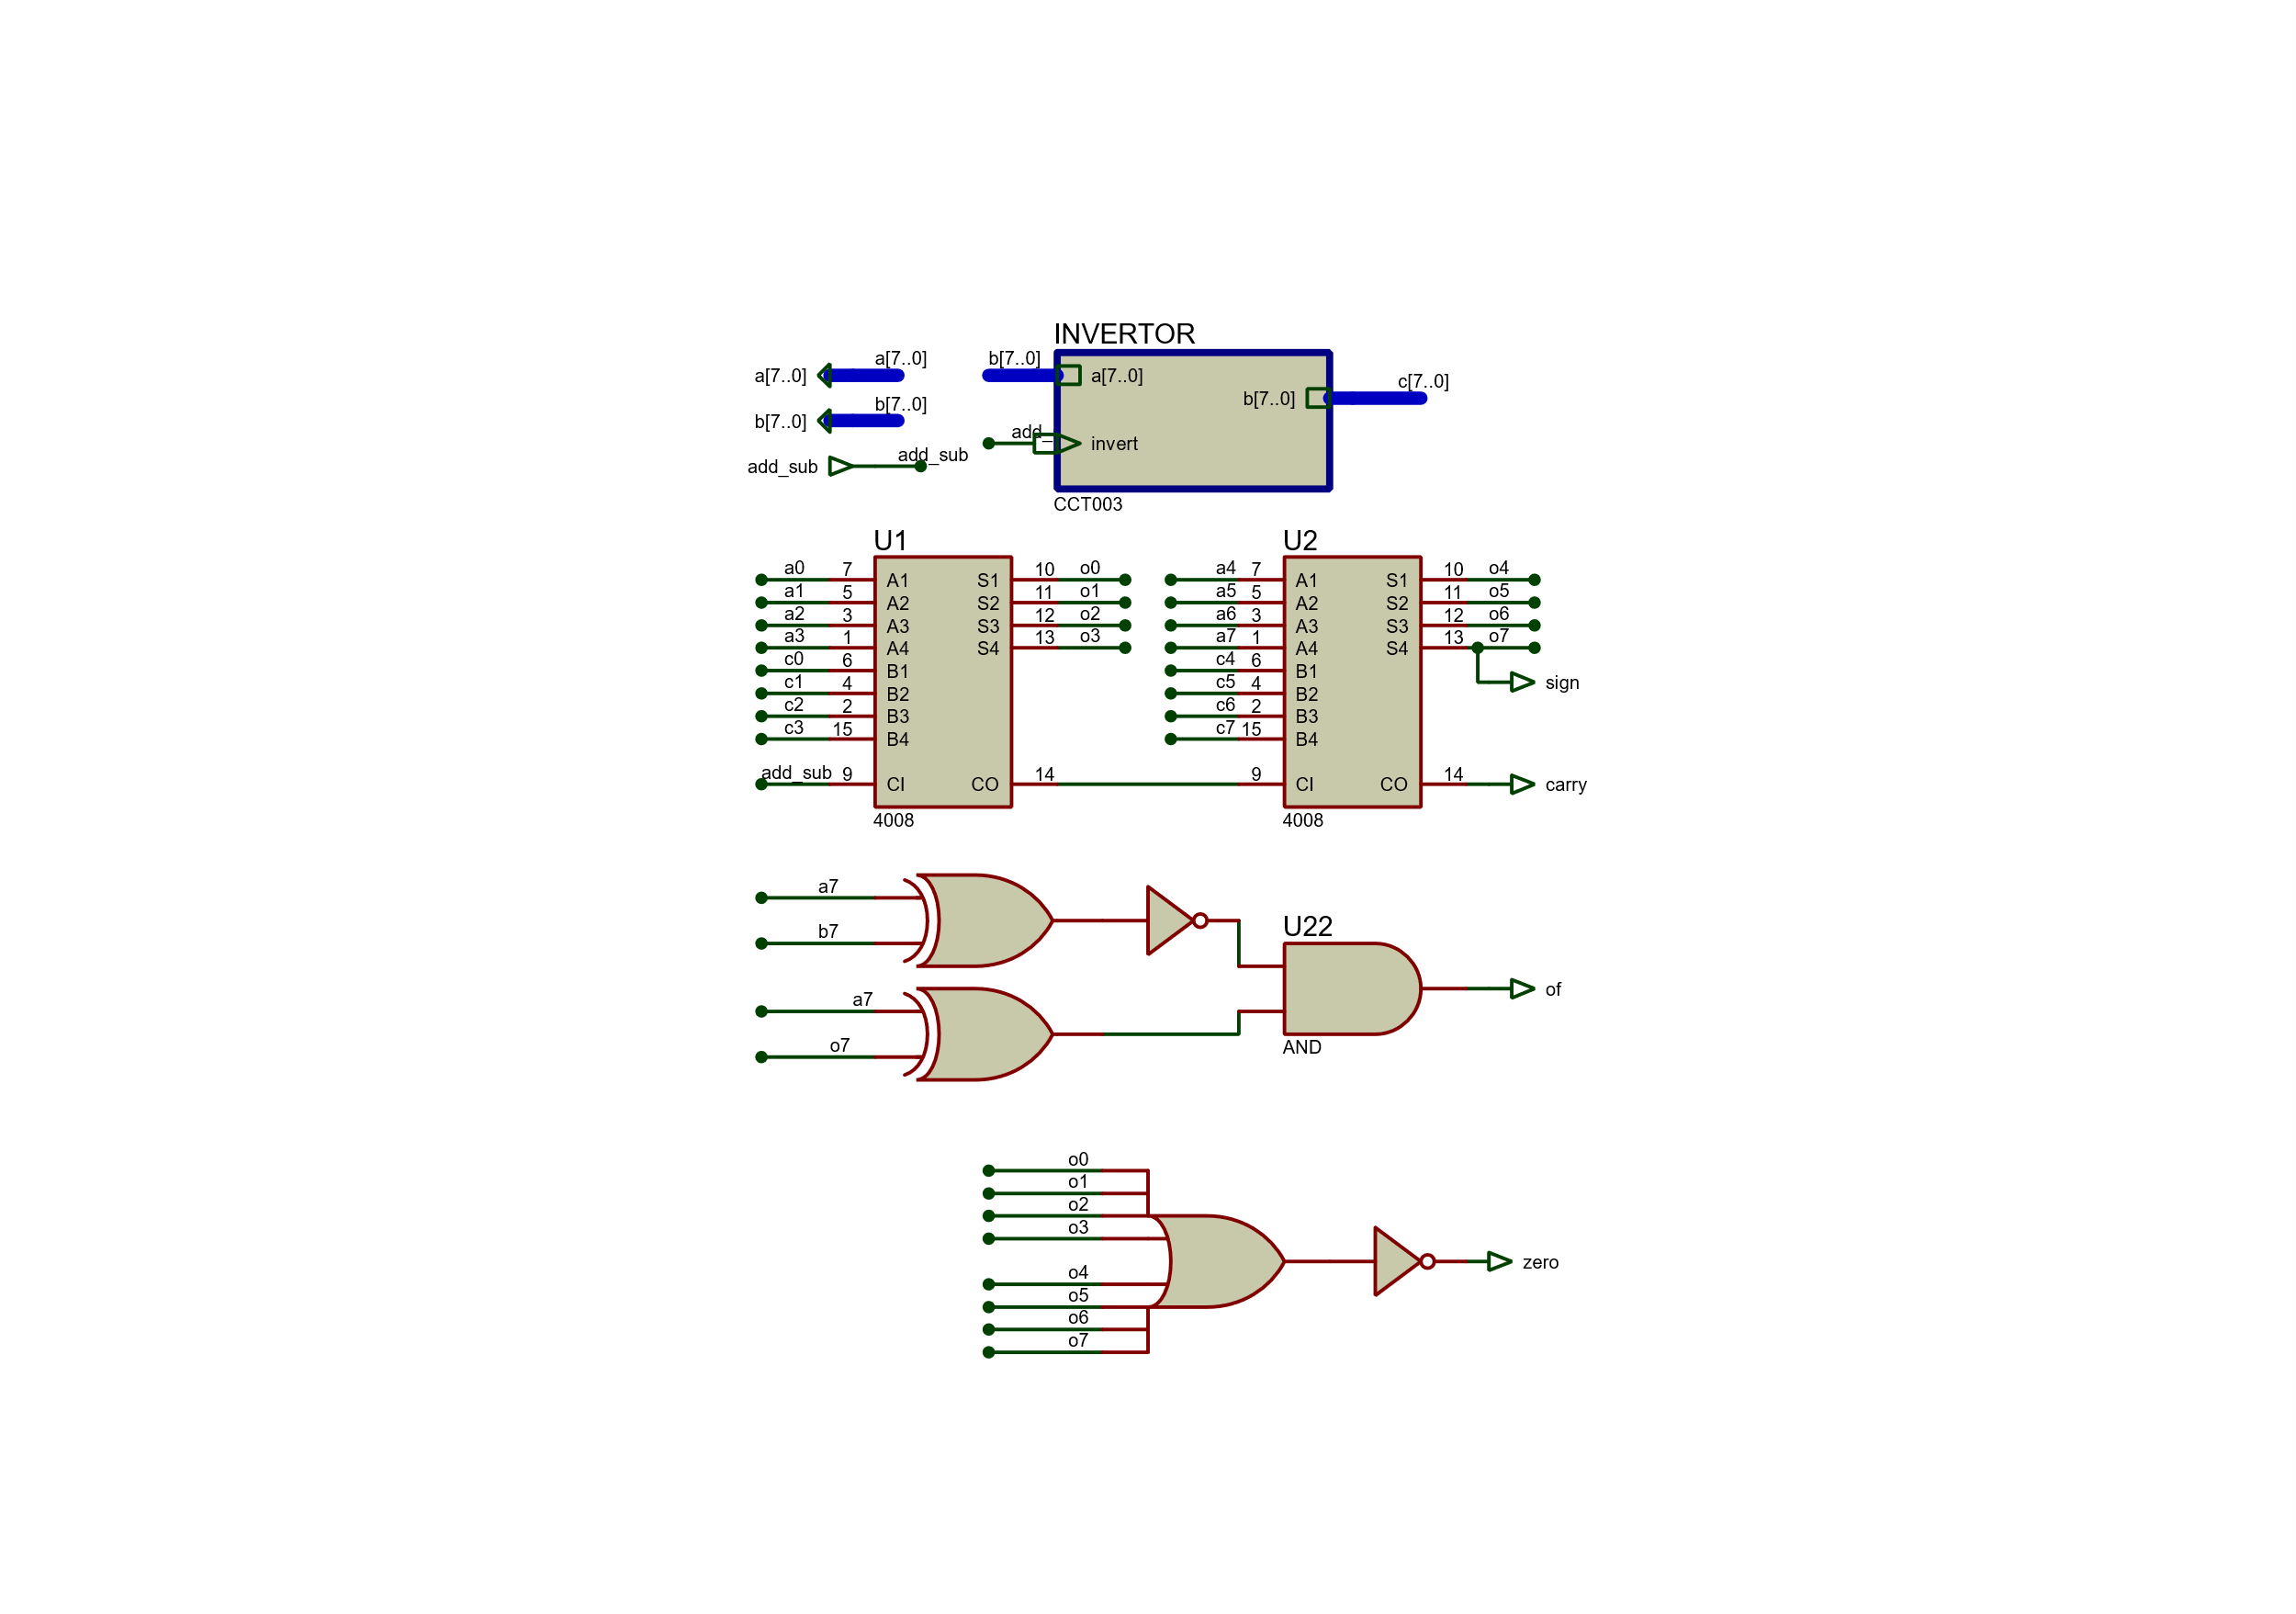 INVERTOR
a[7..0] a[7..0] b[7..0] a[7..0]
b[7..0] c[7..0]
b[7..0] b[7..0]
add_ invert
add_sub add_sub
CCT003
U1 U2
a0 7 A1 S1 10 o0 a4 7 A1 S1 10 o4
a1 5 A2 S2 11 o1 a5 5 A2 S2 11 o5
a2 3 A3 S3 12 o2 a6 3 A3 S3 12 o6
a3 1 A4 S4 13 o3 a7 1 A4 S4 13 o7
c0 6 B1 c4 6 B1
c1 4 B2 c5 4 B2 sign
c2 2 B3 c6 2 B3
c3 15 B4 c7 15 B4
add_sub 9 CI CO 14 9 CI CO 14 carry
4008 4008
a7
b7
U22
a7 of
o7 AND
o0
o1
o2
o3
zero
o4
o5
o6
o7